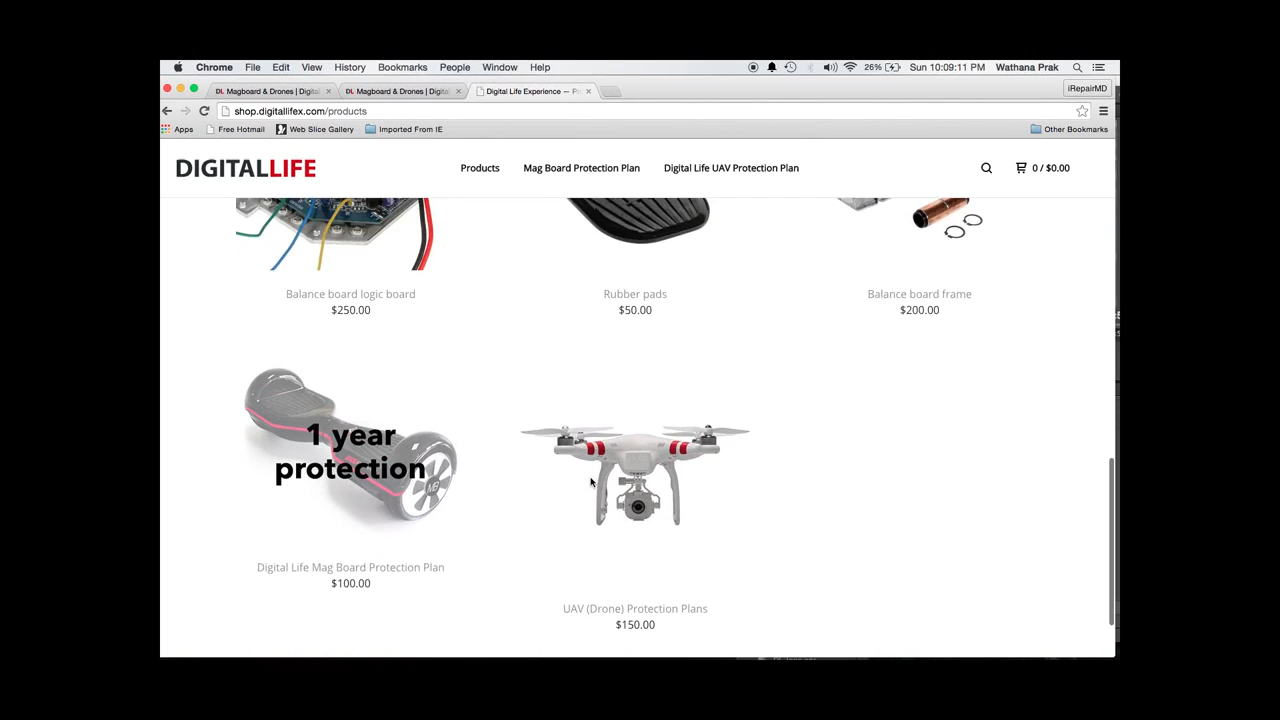 Chrome File Edit View History Bookmarks People Window Help 26% Sun 10:09:11 PM Wathana Prak
DL Magboard & Drones | Digital DL Magboard & Drones | Digita Digital Life Experience — Pr iRepairMD
shop.digitallifex.com/products
Apps Free Hotmail Web Slice Gallery Imported From IE Other Bookmarks
DIGITALLIFE Products Mag Board Protection Plan Digital Life UAV Protection Plan 0 / $0.00
Balance board logic board Rubber pads Balance board frame
$250.00 $50.00 $200.00
1 year
protection
MB
Digital Life Mag Board Protection Plan
$100.00
UAV (Drone) Protection Plans
$150.00